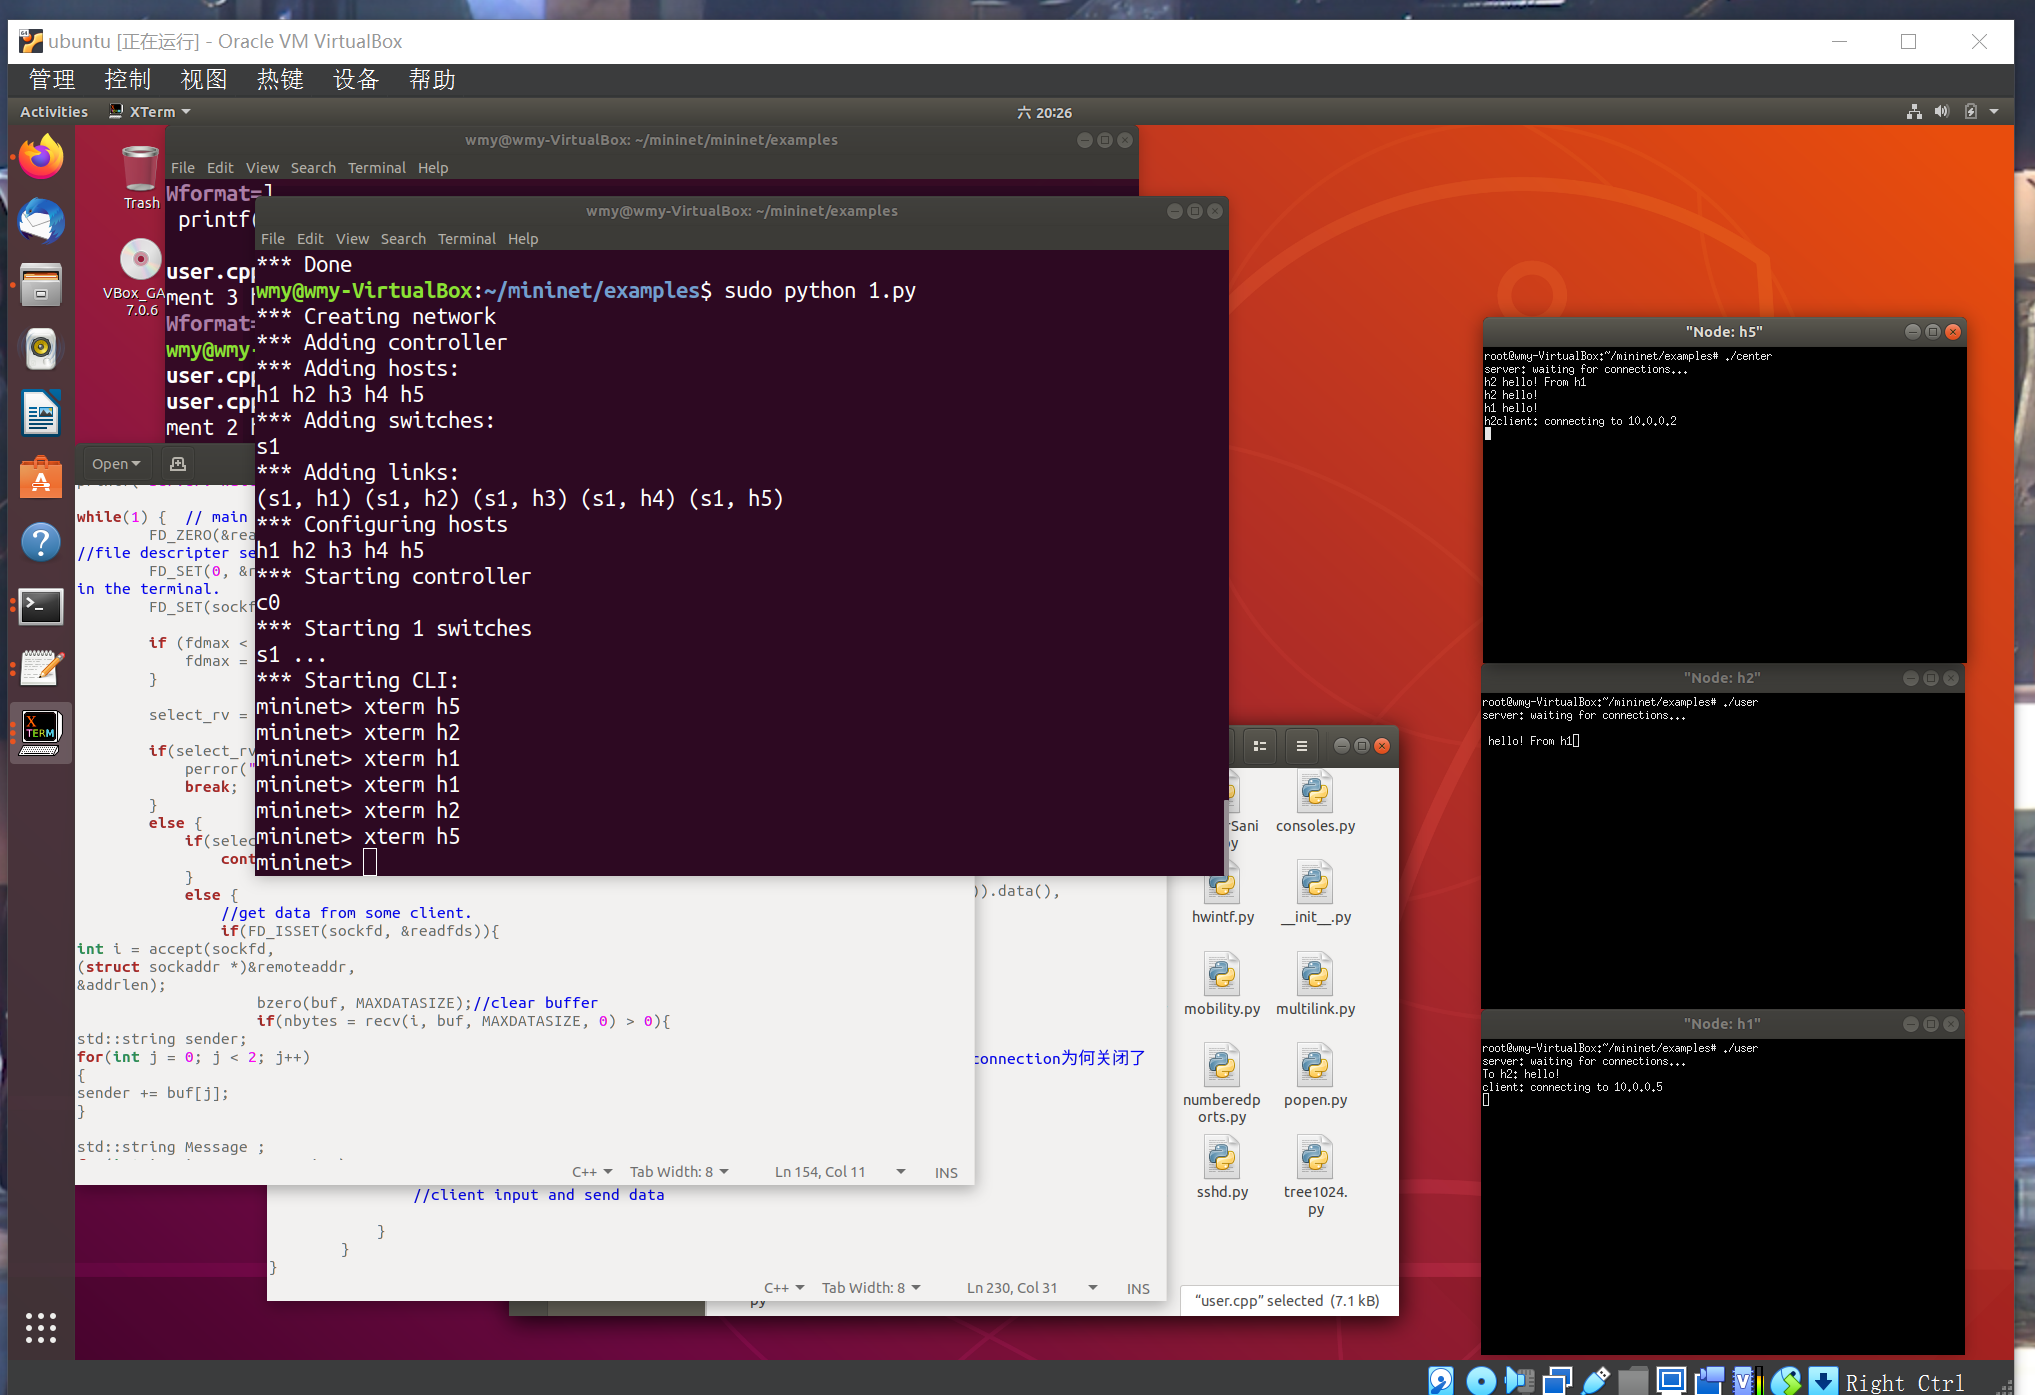 ubuntu [正在运行] - Oracle VM VirtualBox
管理 控制 视图 热键 设备 帮助
Activities XTerm 六 20:26
Trash
VBox_GA
7.0.6
wmy@wmy-VirtualBox: ~/mininet/mininet/examples
File Edit View Search Terminal Help
Wformat=]
printf(
user.cpp
ment 3
Wformat=
wmy@wmy-
user.cpp
user.cpp
ment 2
wmy@wmy-VirtualBox: ~/mininet/examples
File Edit View Search Terminal Help
*** Done
wmy@wmy-VirtualBox:~/mininet/examples$ sudo python 1.py
*** Creating network
*** Adding controller
*** Adding hosts:
h1 h2 h3 h4 h5
*** Adding switches:
s1
*** Adding links:
(s1, h1) (s1, h2) (s1, h3) (s1, h4) (s1, h5)
*** Configuring hosts
h1 h2 h3 h4 h5
*** Starting controller
c0
*** Starting 1 switches
s1 ...
*** Starting CLI:
mininet> xterm h5
mininet> xterm h2
mininet> xterm h1
mininet> xterm h1
mininet> xterm h2
mininet> xterm h5
mininet>
Open
while(1) { // main
FD_ZERO(&rea
//file descripter se
FD_SET(0, &r
in the terminal.
FD_SET(sockf
if (fdmax <
fdmax =
}
select_rv =
if(select_rv
perror("
break;
}
else {
if(selec
cont
}
else {
//get data from some client.
if(FD_ISSET(sockfd, &readfds)){
int i = accept(sockfd,
(struct sockaddr *)&remoteaddr,
&addrlen);
bzero(buf, MAXDATASIZE);//clear buffer
if(nbytes = recv(i, buf, MAXDATASIZE, 0) > 0){
std::string sender;
for(int j = 0; j < 2; j++)
{
sender += buf[j];
}
std::string Message ;
C++ Tab Width: 8 Ln 154, Col 11 INS
)).data(),
connection为何关闭了
//client input and send data
}
}
}
C++ Tab Width: 8 Ln 230, Col 31 INS
rSani
py
consoles.py
hwintf.py
__init__.py
mobility.py
multilink.py
numberedp
orts.py
popen.py
sshd.py
tree1024.
py
py
“user.cpp” selected (7.1 kB)
"Node: h5"
root@wmy-VirtualBox:~/mininet/examples# ./center
server: waiting for connections...
h2 hello! From h1
h2 hello!
h1 hello!
h2client: connecting to 10.0.0.2
"Node: h2"
root@wmy-VirtualBox:~/mininet/examples# ./user
server: waiting for connections...
hello! From h1
"Node: h1"
root@wmy-VirtualBox:~/mininet/examples# ./user
server: waiting for connections...
To h2: hello!
client: connecting to 10.0.0.5
Right Ctrl